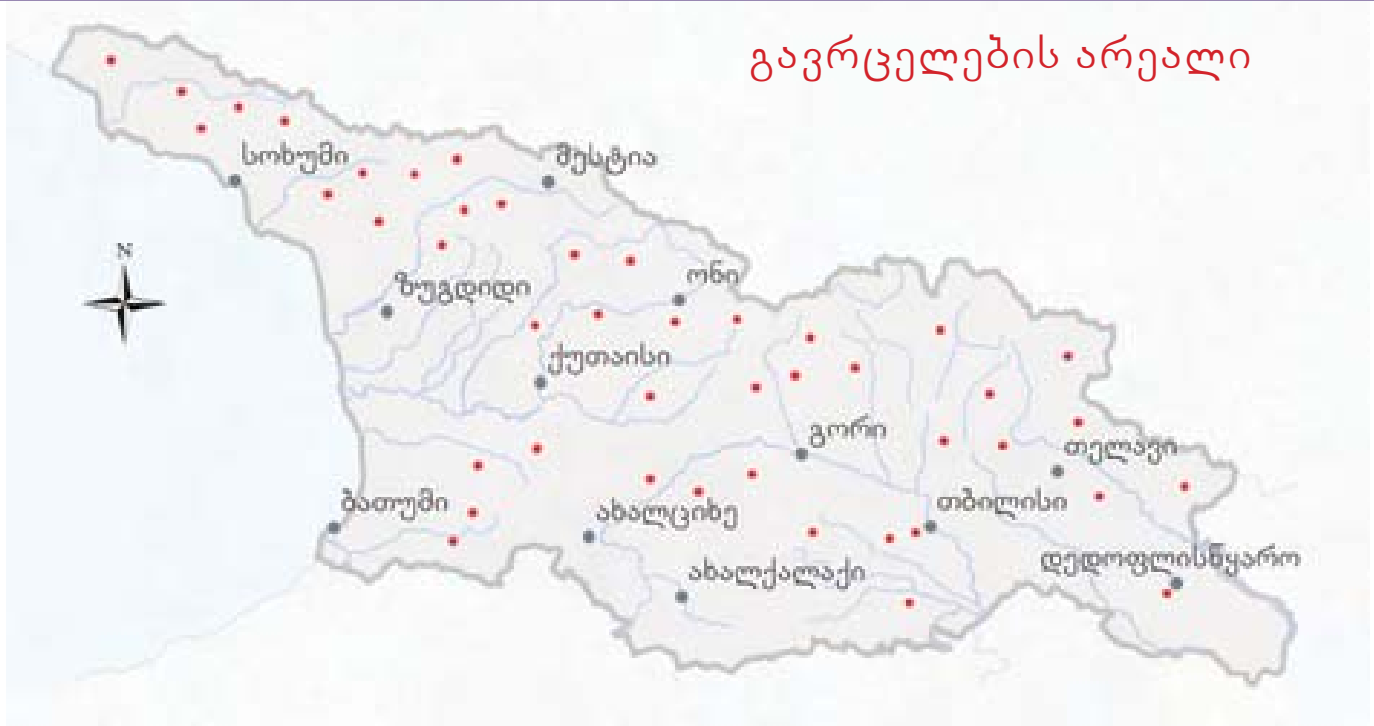 გავრცელების არეალი
სოხუმი
მესტია
N
ზუგდიდი
ონი
ქუთაისი
გორი
თელავი
ბათუმი
ახალციხე
თბილისი
ახალქალაქი
დედოფლისწყარო